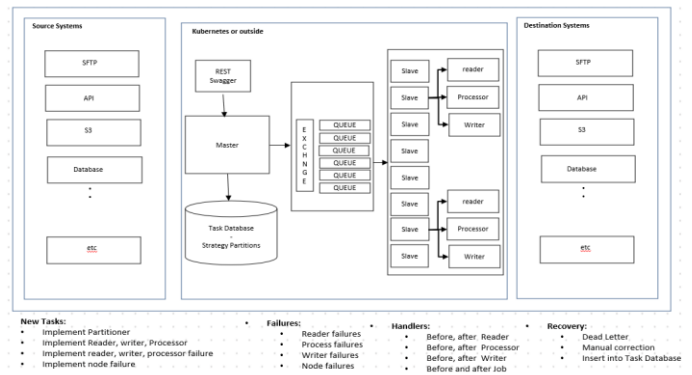 Source Systems
SFTP
API
S3
Database
etc
Kubernetes or outside
REST
Swagger
Master
Task Database
-
Strategy Partitions
E
X
C
H
N
G
E
QUEUE
QUEUE
QUEUE
QUEUE
QUEUE
QUEUE
Slave
Slave
Slave
Slave
Slave
Slave
Slave
Slave
reader
Processor
Writer
reader
Processor
Writer
Destination Systems
SFTP
API
S3
Database
etc
New Tasks:
• Implement Partitioner
• Implement Reader, writer, Processor
• Implement reader, writer, processor failure
• Implement node failure
• Failures:
• Reader failures
• Process failures
• Writer failures
• Node failures
• Handlers:
• Before, after Reader
• Before, after Processor
• Before, after Writer
• Before and after Job
• Recovery:
• Dead Letter
• Manual correction
• Insert into Task Database